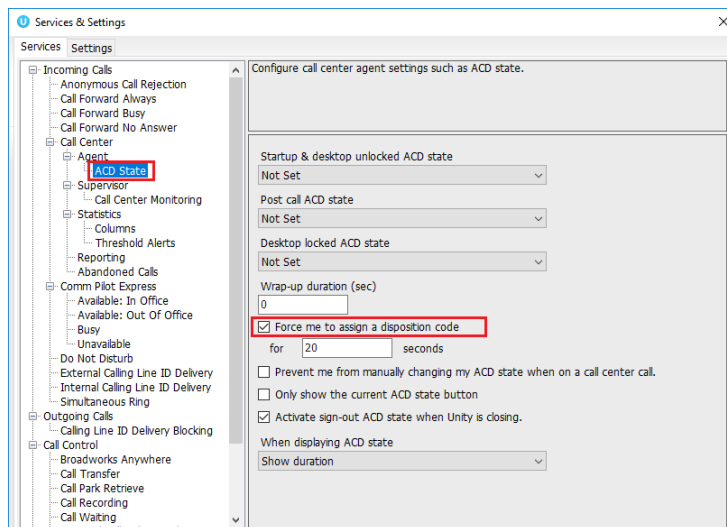 Services & Settings
Services Settings
Incoming Calls
Anonymous Call Rejection
Call Forward Always
Call Forward Busy
Call Forward No Answer
Call Center
Agent
ACD State
Supervisor
Call Center Monitoring
Statistics
Columns
Threshold Alerts
Reporting
Abandoned Calls
Comm Pilot Express
Available: In Office
Available: Out Of Office
Busy
Unavailable
Do Not Disturb
External Calling Line ID Delivery
Internal Calling Line ID Delivery
Simultaneous Ring
Outgoing Calls
Calling Line ID Delivery Blocking
Call Control
Broadworks Anywhere
Call Transfer
Call Park Retrieve
Call Recording
Call Waiting
Configure call center agent settings such as ACD state.
Startup & desktop unlocked ACD state
Not Set
Post call ACD state
Not Set
Desktop locked ACD state
Not Set
Wrap-up duration (sec)
0
Force me to assign a disposition code
for 20 seconds
Prevent me from manually changing my ACD state when on a call center call.
Only show the current ACD state button
Activate sign-out ACD state when Unity is closing.
When displaying ACD state
Show duration